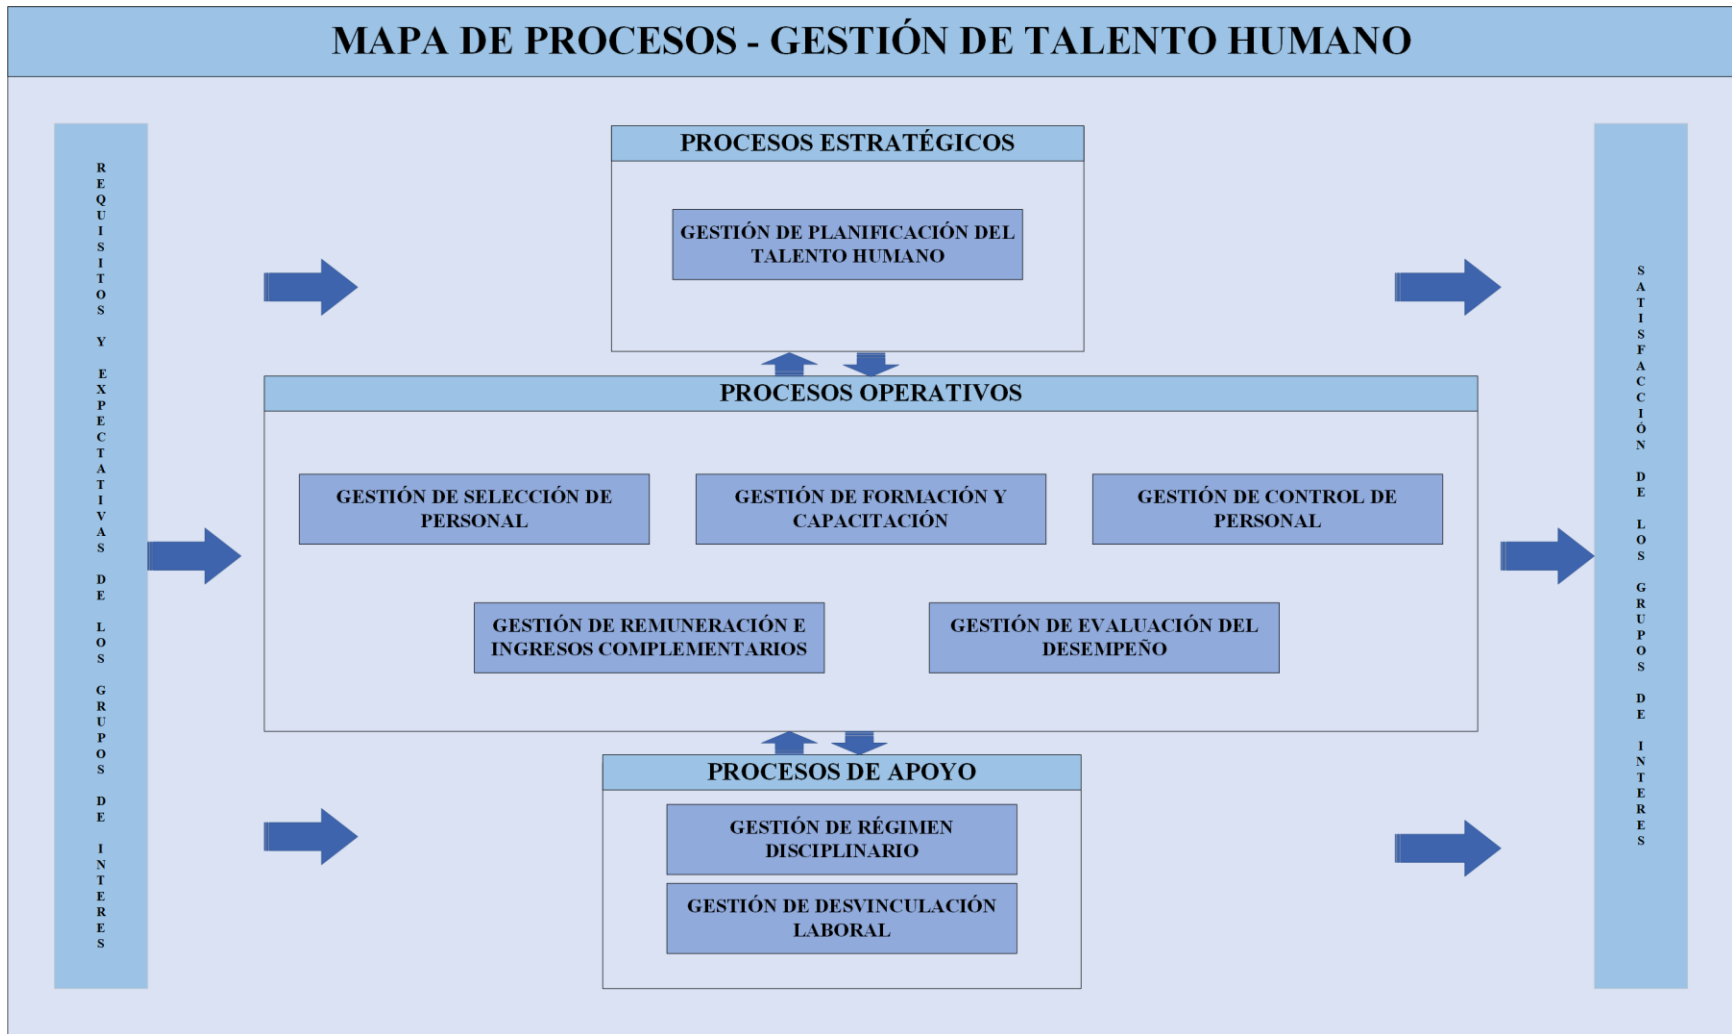 MAPA DE PROCESOS - GESTIÓN DE TALENTO HUMANO
REQUISITOS Y EXPECTATIVAS DE LOS GRUPOS DE INTERES
PROCESOS ESTRATÉGICOS
GESTIÓN DE PLANIFICACIÓN DEL
TALENTO HUMANO
PROCESOS OPERATIVOS
GESTIÓN DE SELECCIÓN DE
PERSONAL
GESTIÓN DE FORMACIÓN Y
CAPACITACIÓN
GESTIÓN DE CONTROL DE
PERSONAL
GESTIÓN DE REMUNERACIÓN E
INGRESOS COMPLEMENTARIOS
GESTIÓN DE EVALUACIÓN DEL
DESEMPEÑO
PROCESOS DE APOYO
GESTIÓN DE RÉGIMEN
DISCIPLINARIO
GESTIÓN DE DESVINCULACIÓN
LABORAL
SATISFACCIÓN DE LOS GRUPOS DE INTERES